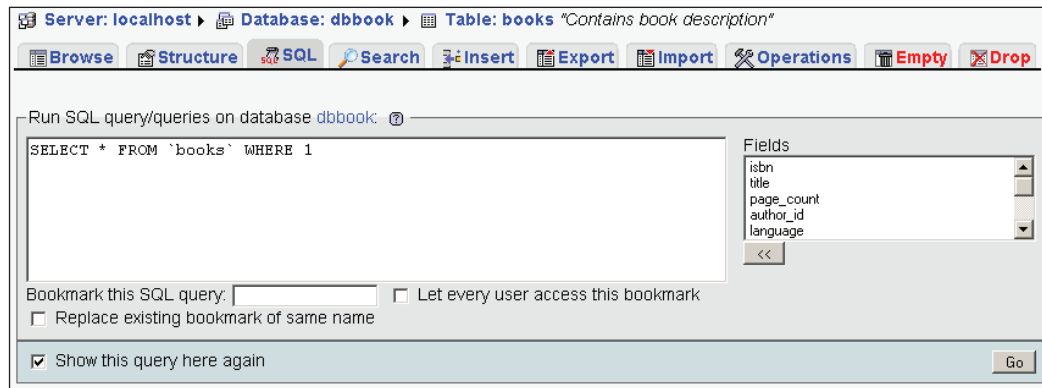 Server: localhost ▸ Database: dbbook ▸ Table: books "Contains book description"
Browse Structure SQL Search Insert Export Import Operations Empty Drop
Run SQL query/queries on database dbbook:
SELECT * FROM `books` WHERE 1
Fields
isbn
title
page_count
author_id
language
<<
Bookmark this SQL query: Let every user access this bookmark
Replace existing bookmark of same name
Show this query here again
Go